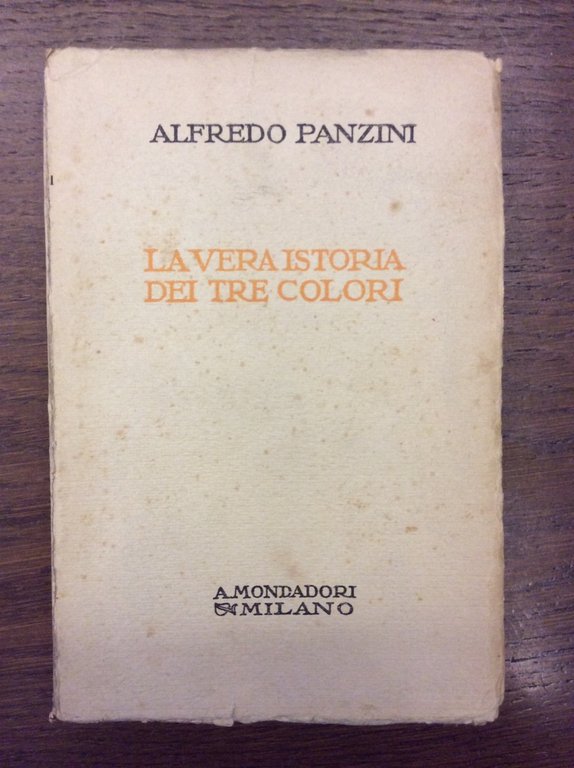 ALFREDO PANZINI
LA VERA ISTORIA
DEI TRE COLORI
A. MONDADORI
MILANO